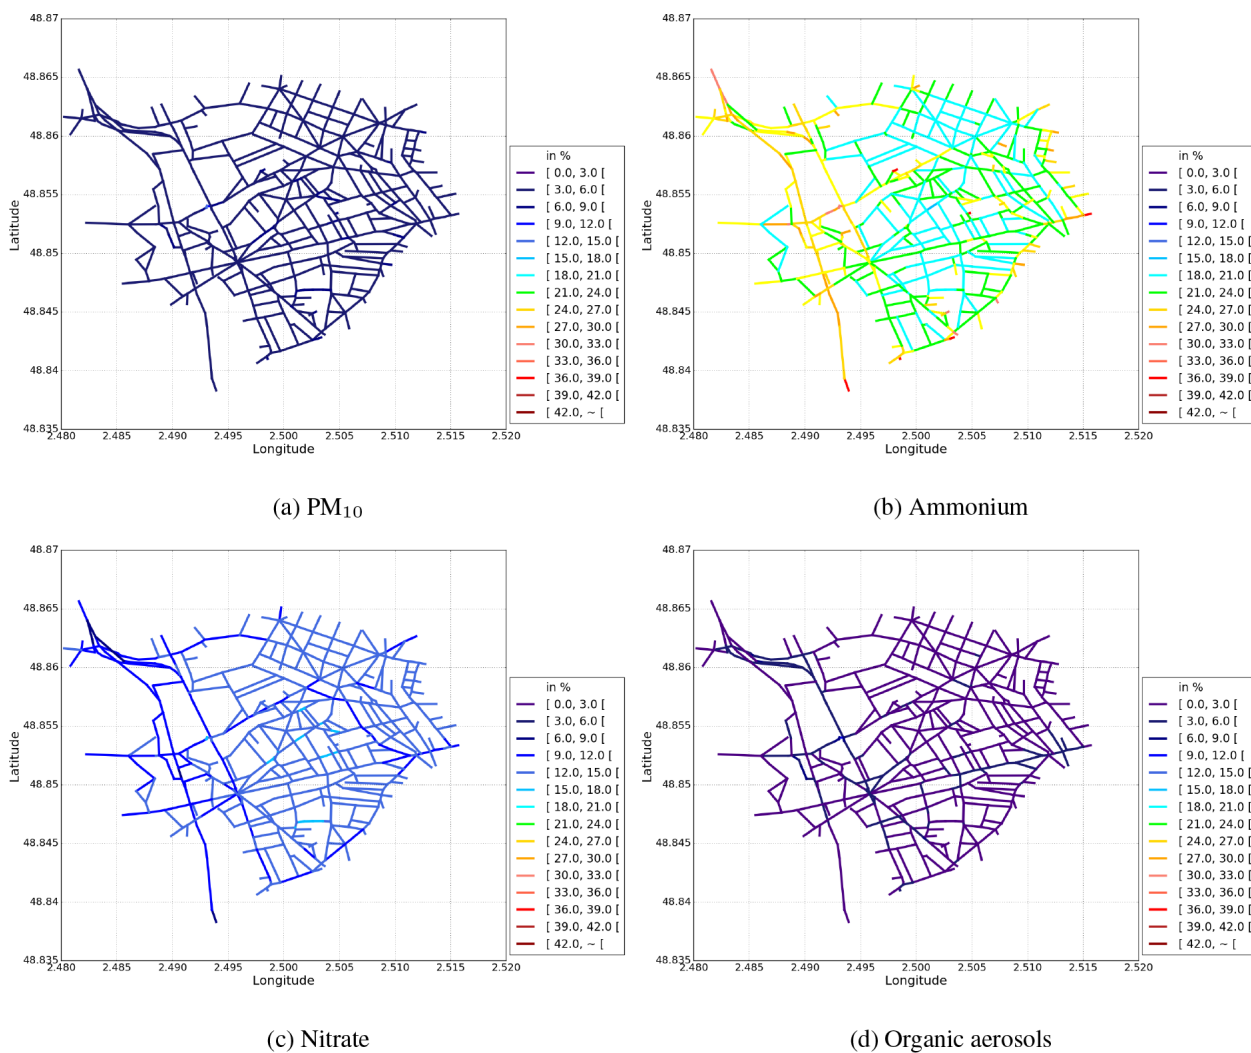 48.87
48.865
48.86
48.855
48.85
48.845
48.84
48.835
Latitude
2.480 2.485 2.490 2.495 2.500 2.505 2.510 2.515 2.520
Longitude
in %
[ 0.0, 3.0 [
[ 3.0, 6.0 [
[ 6.0, 9.0 [
[ 9.0, 12.0 [
[ 12.0, 15.0 [
[ 15.0, 18.0 [
[ 18.0, 21.0 [
[ 21.0, 24.0 [
[ 24.0, 27.0 [
[ 27.0, 30.0 [
[ 30.0, 33.0 [
[ 33.0, 36.0 [
[ 36.0, 39.0 [
[ 39.0, 42.0 [
[ 42.0, ~ [
(a) PM₁₀
48.87
48.865
48.86
48.855
48.85
48.845
48.84
48.835
Latitude
2.480 2.485 2.490 2.495 2.500 2.505 2.510 2.515 2.520
Longitude
in %
[ 0.0, 3.0 [
[ 3.0, 6.0 [
[ 6.0, 9.0 [
[ 9.0, 12.0 [
[ 12.0, 15.0 [
[ 15.0, 18.0 [
[ 18.0, 21.0 [
[ 21.0, 24.0 [
[ 24.0, 27.0 [
[ 27.0, 30.0 [
[ 30.0, 33.0 [
[ 33.0, 36.0 [
[ 36.0, 39.0 [
[ 39.0, 42.0 [
[ 42.0, ~ [
(b) Ammonium
48.87
48.865
48.86
48.855
48.85
48.845
48.84
48.835
Latitude
2.480 2.485 2.490 2.495 2.500 2.505 2.510 2.515 2.520
Longitude
in %
[ 0.0, 3.0 [
[ 3.0, 6.0 [
[ 6.0, 9.0 [
[ 9.0, 12.0 [
[ 12.0, 15.0 [
[ 15.0, 18.0 [
[ 18.0, 21.0 [
[ 21.0, 24.0 [
[ 24.0, 27.0 [
[ 27.0, 30.0 [
[ 30.0, 33.0 [
[ 33.0, 36.0 [
[ 36.0, 39.0 [
[ 39.0, 42.0 [
[ 42.0, ~ [
(c) Nitrate
48.87
48.865
48.86
48.855
48.85
48.845
48.84
48.835
Latitude
2.480 2.485 2.490 2.495 2.500 2.505 2.510 2.515 2.520
Longitude
in %
[ 0.0, 3.0 [
[ 3.0, 6.0 [
[ 6.0, 9.0 [
[ 9.0, 12.0 [
[ 12.0, 15.0 [
[ 15.0, 18.0 [
[ 18.0, 21.0 [
[ 21.0, 24.0 [
[ 24.0, 27.0 [
[ 27.0, 30.0 [
[ 30.0, 33.0 [
[ 33.0, 36.0 [
[ 36.0, 39.0 [
[ 39.0, 42.0 [
[ 42.0, ~ [
(d) Organic aerosols